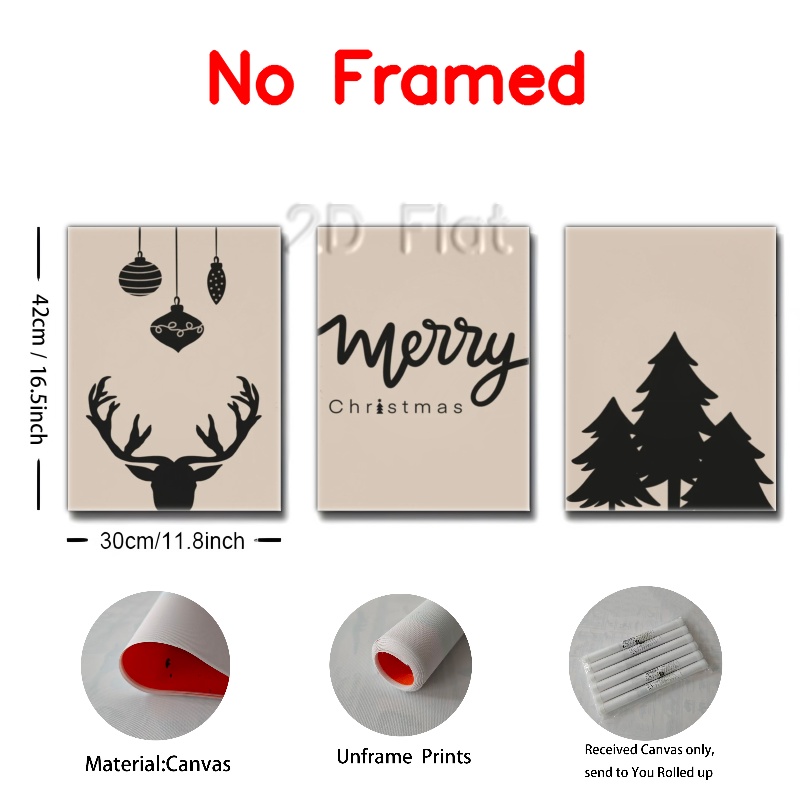 No Framed
2D Flat
42cm / 16.5inch
Merry
Christmas
30cm/11.8inch
Material:Canvas
Unframe Prints
Received Canvas only,
send to You Rolled up